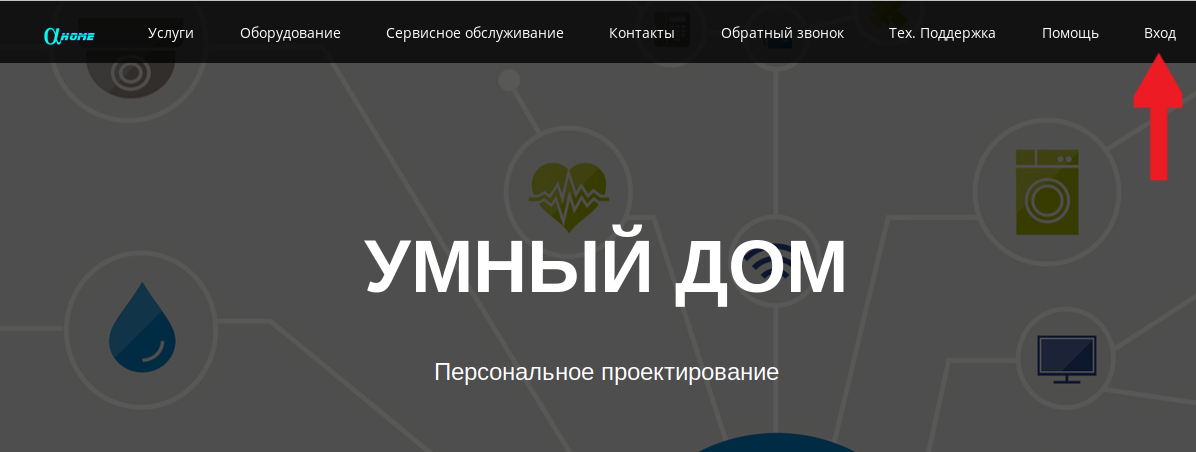 αHOME Услуги Оборудование Сервисное обслуживание Контакты Обратный звонок Тех. Поддержка Помощь Вход
УМНЫЙ ДОМ
Персональное проектирование